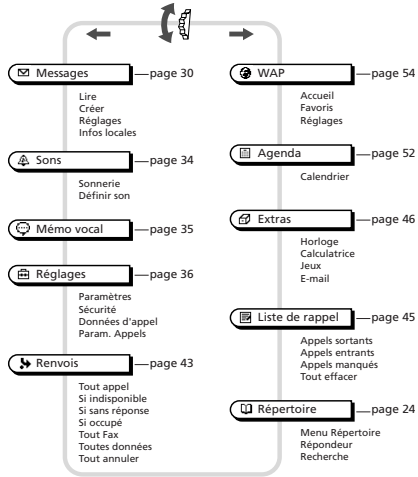 Messages
page 30
Lire
Créer
Réglages
Infos locales
Sons
page 34
Sonnerie
Définir son
Mémo vocal
page 35
Réglages
page 36
Paramètres
Sécurité
Données d'appel
Param. Appels
Renvois
page 43
Tout appel
Si indisponible
Si sans réponse
Si occupé
Tout Fax
Toutes données
Tout annuler
WAP
page 54
Accueil
Favoris
Réglages
Agenda
page 52
Calendrier
Extras
page 46
Horloge
Calculatrice
Jeux
E-mail
Liste de rappel
page 45
Appels sortants
Appels entrants
Appels manqués
Tout effacer
Répertoire
page 24
Menu Répertoire
Répondeur
Recherche